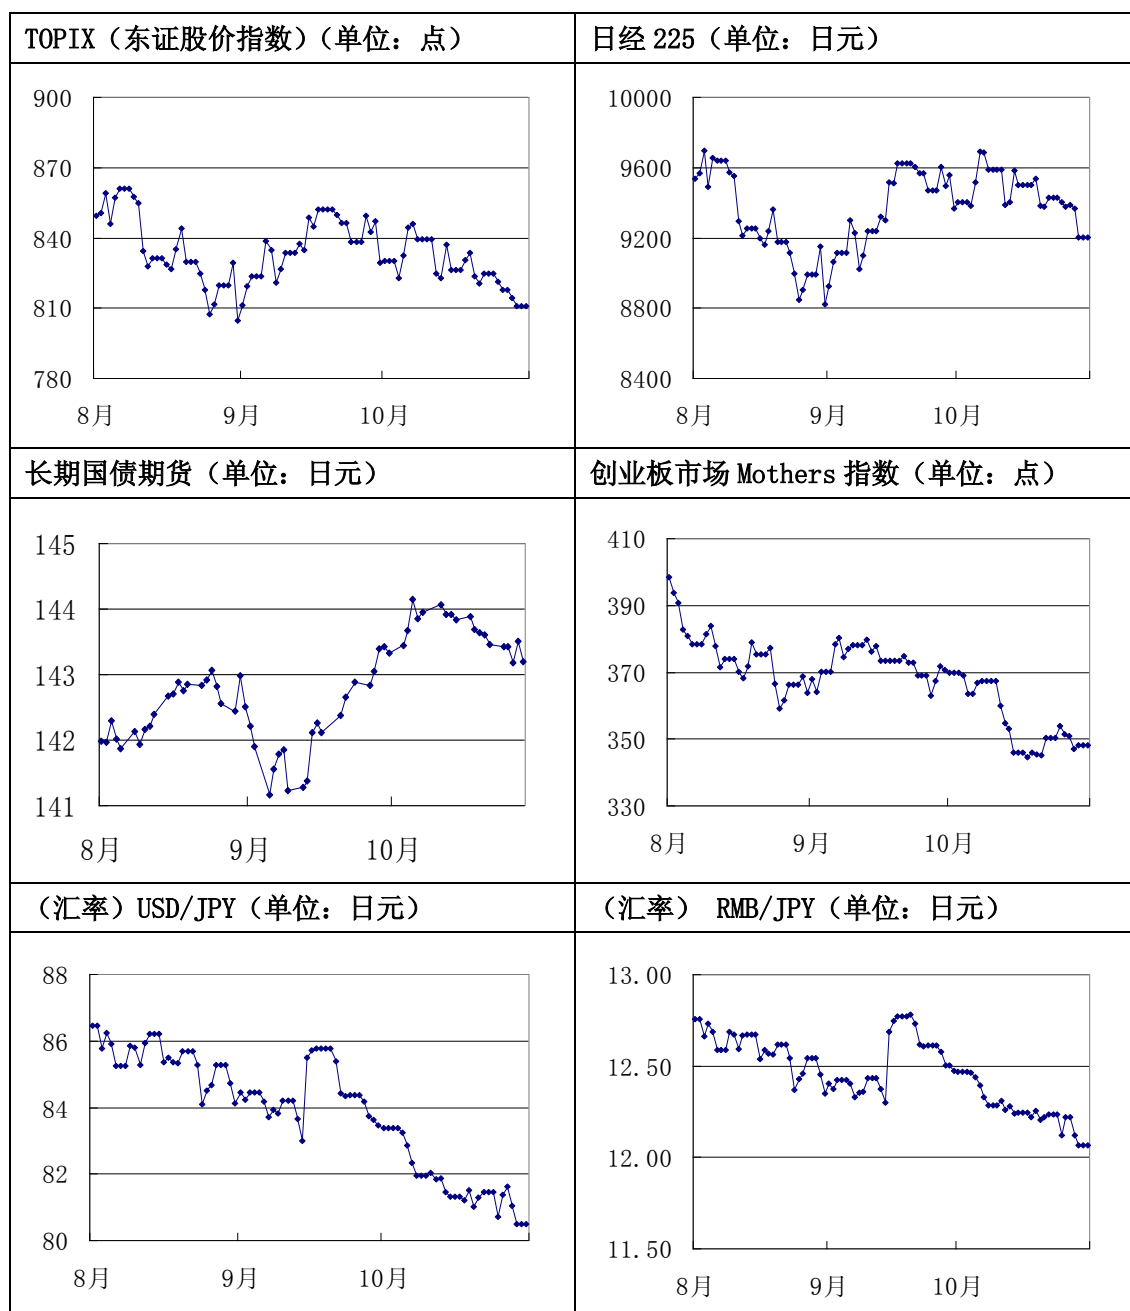 TOPIX（东证股价指数）（单位：点）
日经 225（单位：日元）
900
870
840
810
780
8月
9月
10月
10000
9600
9200
8800
8400
8月
9月
10月
长期国债期货（单位：日元）
创业板市场 Mothers 指数（单位：点）
145
144
143
142
141
8月
9月
10月
410
390
370
350
330
8月
9月
10月
（汇率）USD/JPY（单位：日元）
（汇率） RMB/JPY（单位：日元）
88
86
84
82
80
8月
9月
10月
13.00
12.50
12.00
11.50
8月
9月
10月